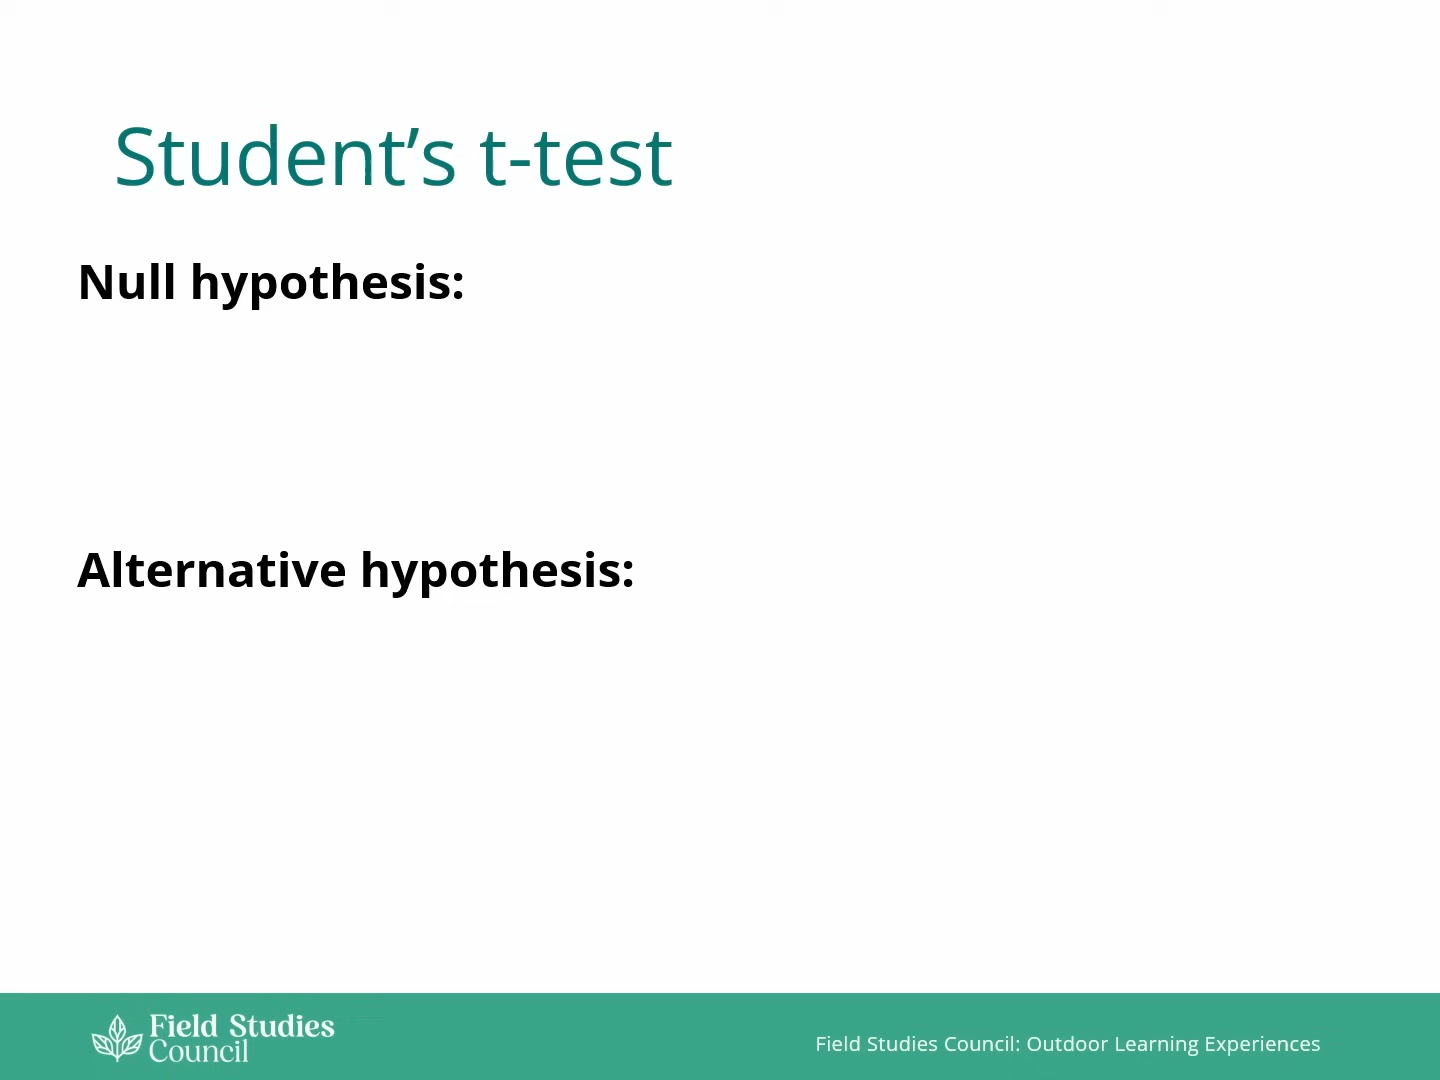 Student’s t-test
Null hypothesis:
Alternative hypothesis:
Field Studies
Council
Field Studies Council: Outdoor Learning Experiences